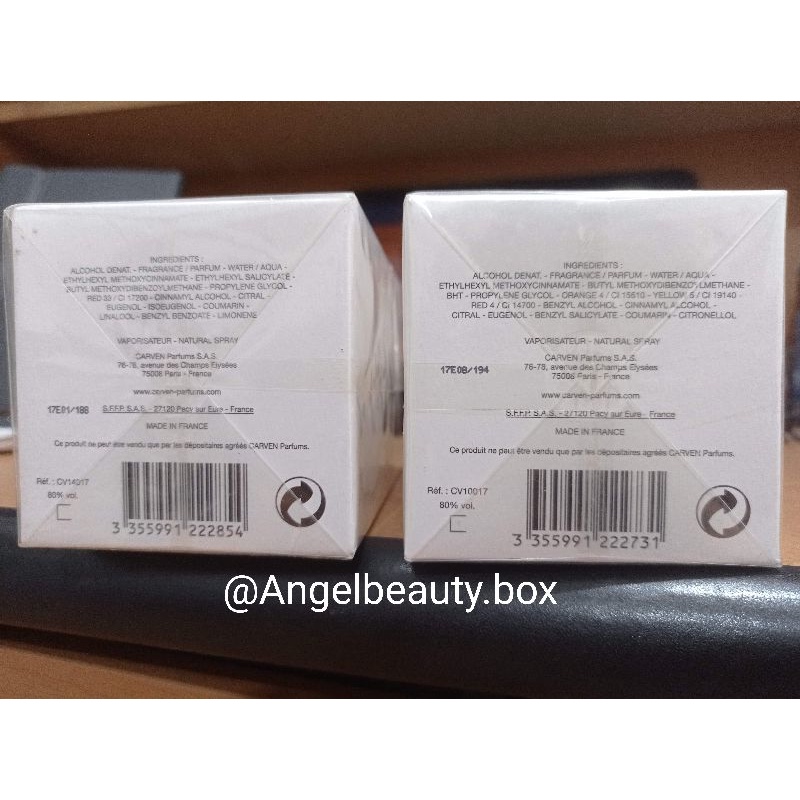 INGREDIENTS :
ALCOHOL DENAT. - FRAGRANCE / PARFUM - WATER / AQUA -
ETHYLHEXYL METHOXYCINNAMATE - ETHYLHEXYL SALICYLATE -
BUTYL METHOXYDIBENZOYLMETHANE - PROPYLENE GLYCOL -
RED 33 / CI 17200 - CINNAMYL ALCOHOL - CITRAL -
EUGENOL - ISOEUGENOL - COUMARIN -
LINALOOL - BENZYL BENZOATE - LIMONENE
VAPORISATEUR - NATURAL SPRAY
CARVEN Parfums S.A.S.
76-78, avenue des Champs Elysées
75008 Paris - France
www.carven-parfums.com
17E01/188 S.F.F.P. S.A.S. - 27120 Pacy sur Eure - France
MADE IN FRANCE
Ce produit ne peut être vendu que par les dépositaires agréés CARVEN Parfums.
Réf. : CV14017
80% vol.
3 355991 222854
INGREDIENTS :
ALCOHOL DENAT. - FRAGRANCE / PARFUM - WATER / AQUA -
ETHYLHEXYL METHOXYCINNAMATE - BUTYL METHOXYDIBENZOYLMETHANE -
BHT - PROPYLENE GLYCOL - ORANGE 4 / CI 15510 - YELLOW 5 / CI 19140 -
RED 4 / CI 14700 - BENZYL ALCOHOL - CINNAMYL ALCOHOL -
CITRAL - EUGENOL - BENZYL SALICYLATE - COUMARIN - CITRONELLOL
VAPORISATEUR - NATURAL SPRAY
CARVEN Parfums S.A.S.
17E08/194 76-78, avenue des Champs Elysées
75008 Paris - France
www.carven-parfums.com
S.F.F.P. S.A.S. - 27120 Pacy sur Eure - France
MADE IN FRANCE
Ce produit ne peut être vendu que par les dépositaires agréés CARVEN Parfums.
Réf. : CV10017
80% vol.
3 355991 222731
@Angelbeauty.box